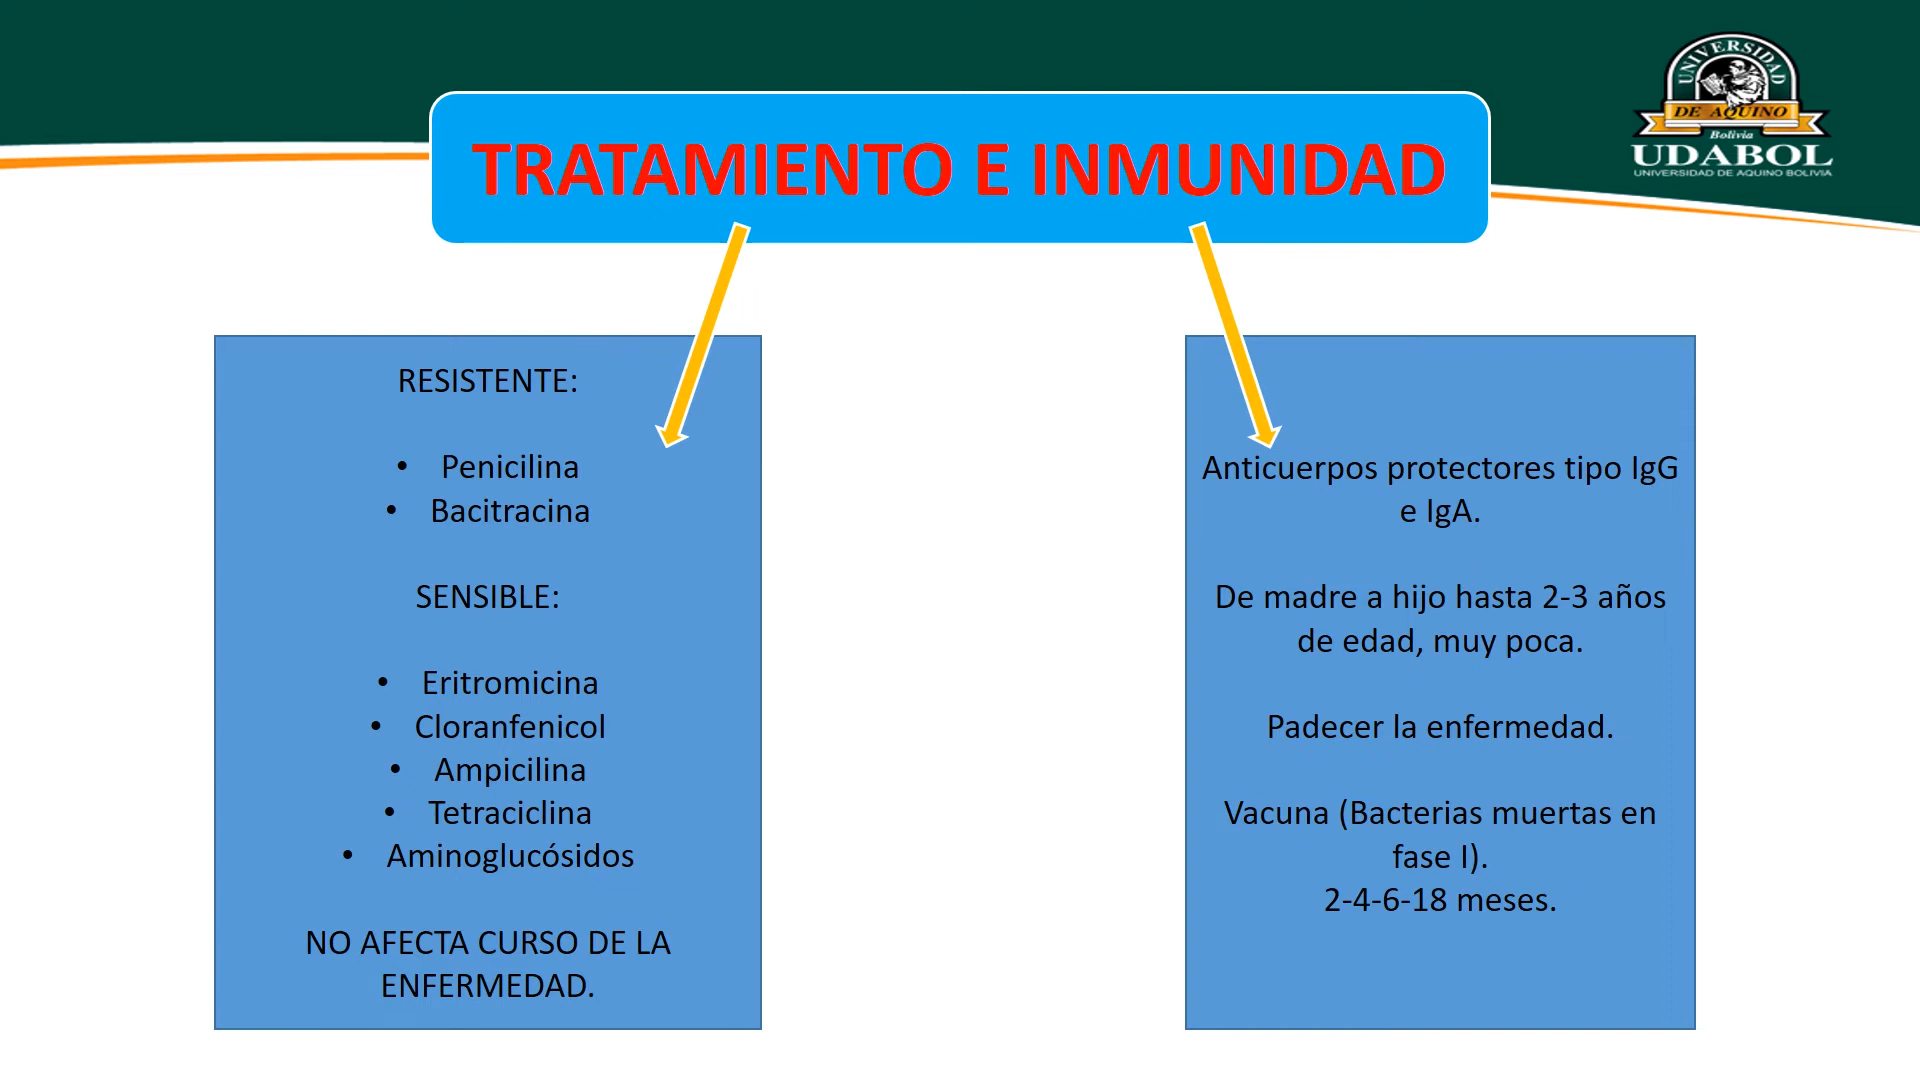 UNIVERSIDAD
DE AQUINO
Bolivia
UDABOL
UNIVERSIDAD DE AQUINO BOLIVIA
TRATAMIENTO E INMUNIDAD
RESISTENTE:
• Penicilina
• Bacitracina
SENSIBLE:
• Eritromicina
• Cloranfenicol
• Ampicilina
• Tetraciclina
• Aminoglucósidos
NO AFECTA CURSO DE LA
ENFERMEDAD.
Anticuerpos protectores tipo IgG
e IgA.
De madre a hijo hasta 2-3 años
de edad, muy poca.
Padecer la enfermedad.
Vacuna (Bacterias muertas en
fase I).
2-4-6-18 meses.